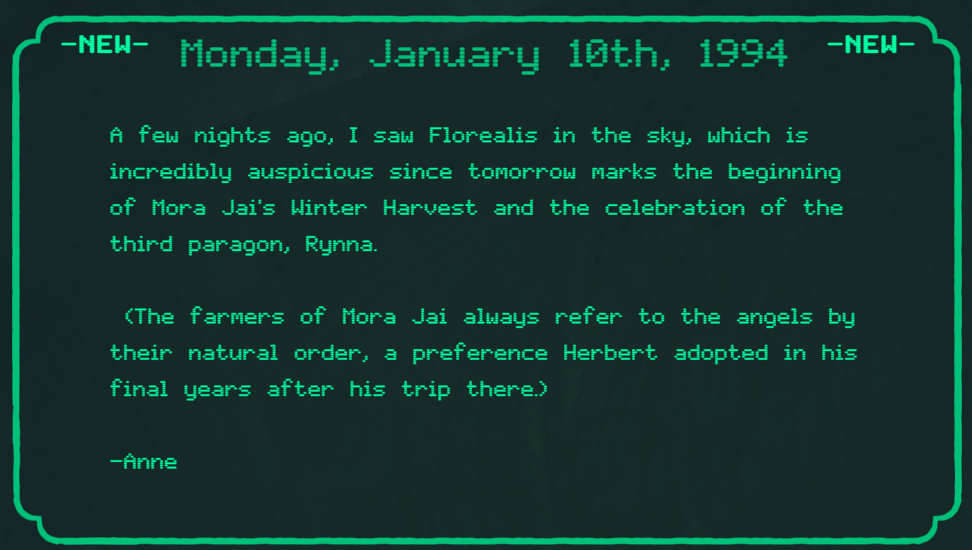 -NEW- Monday, January 10th, 1994 -NEW-
A few nights ago, I saw Florealis in the sky, which is
incredibly auspicious since tomorrow marks the beginning
of Mora Jai's Winter Harvest and the celebration of the
third paragon, Rynna.
(The farmers of Mora Jai always refer to the angels by
their natural order, a preference Herbert adopted in his
final years after his trip there.)
-Anne